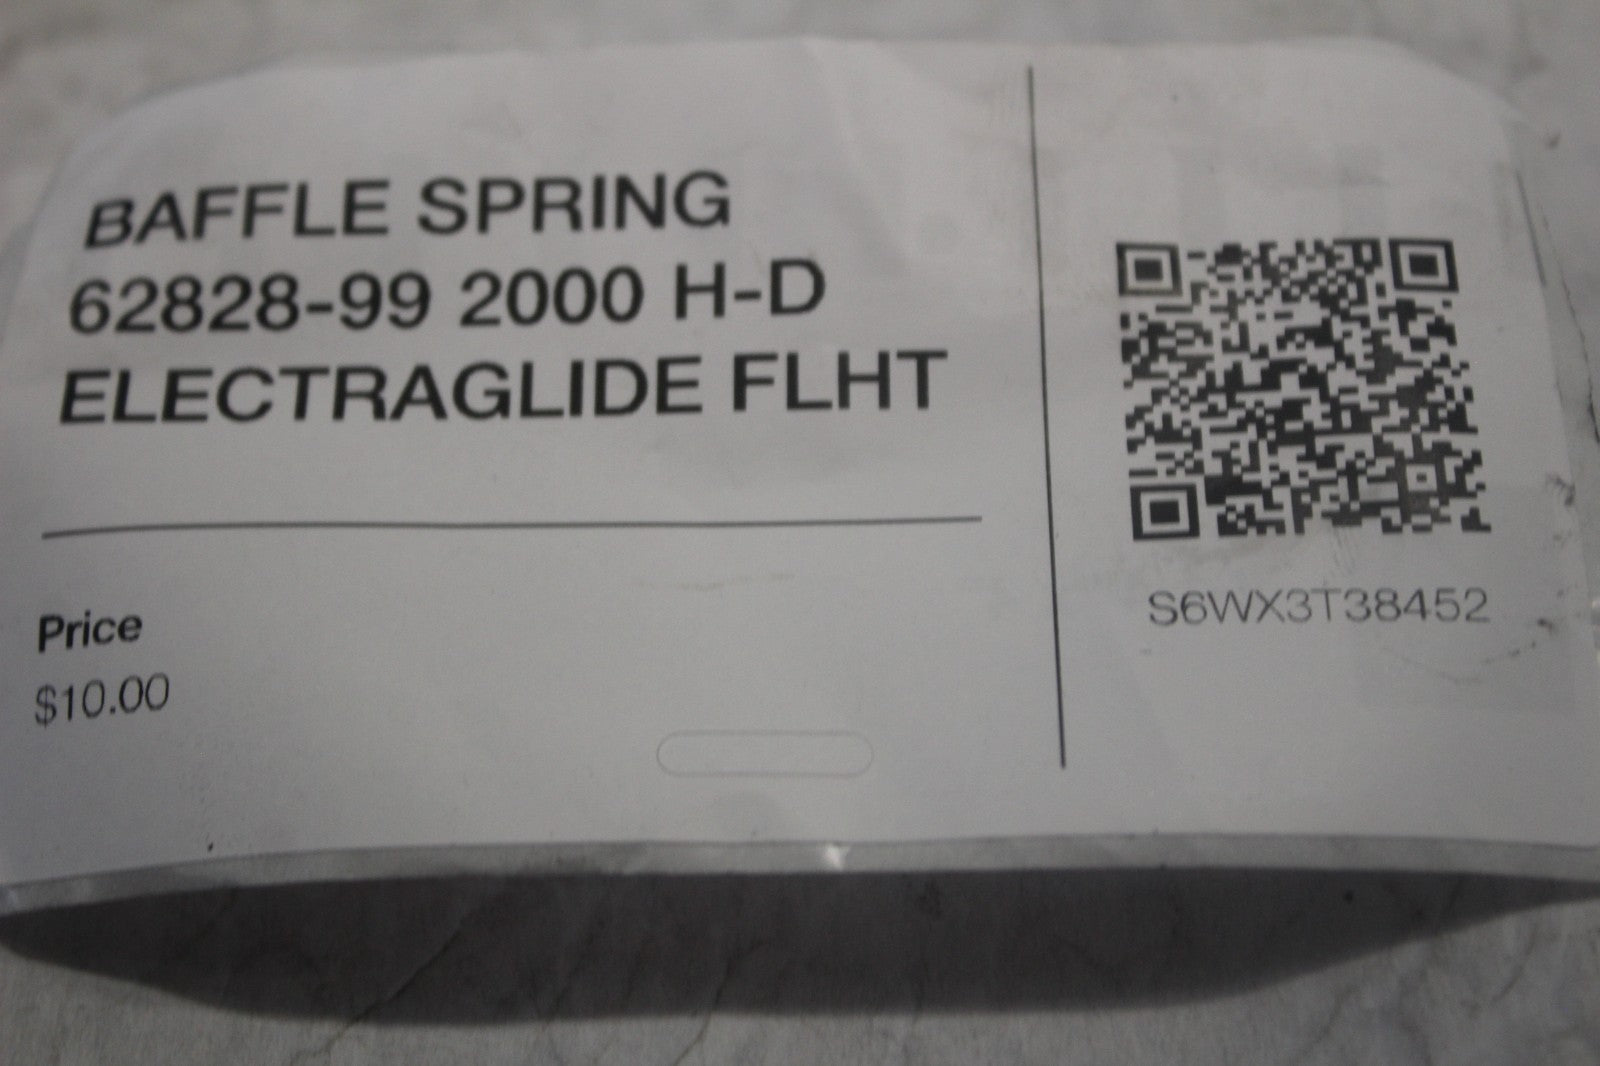 BAFFLE SPRING
62828-99 2000 H-D
ELECTRAGLIDE FLHT
Price
$10.00
S6WX3T38452